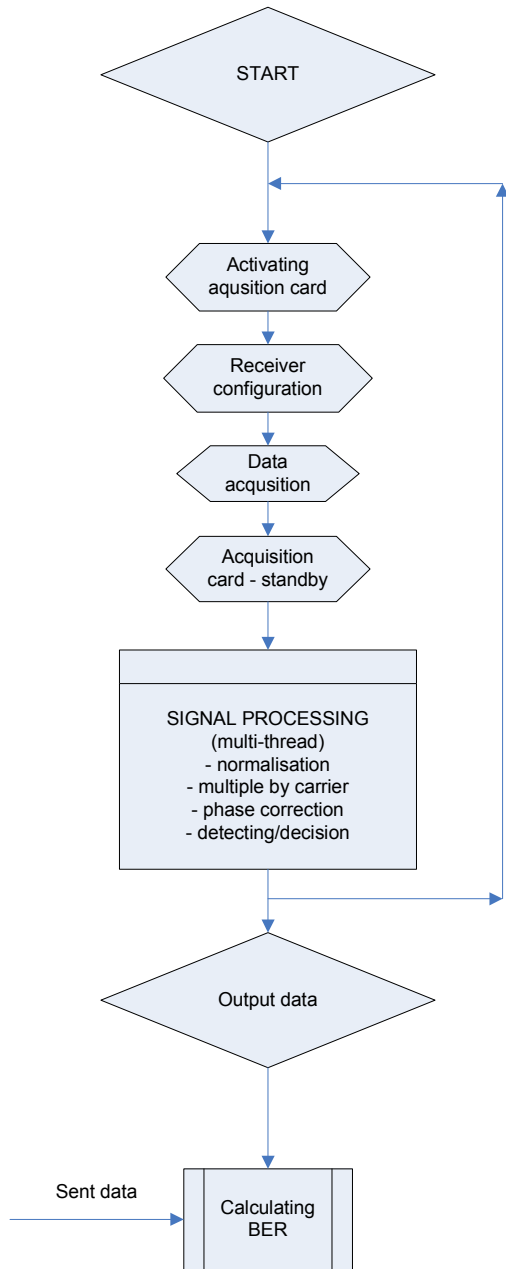 START
Activating
aqusition card
Receiver
configuration
Data
acqusition
Acquisition
card - standby
SIGNAL PROCESSING
(multi-thread)
- normalisation
- multiple by carrier
- phase correction
- detecting/decision
Output data
Sent data
Calculating
BER